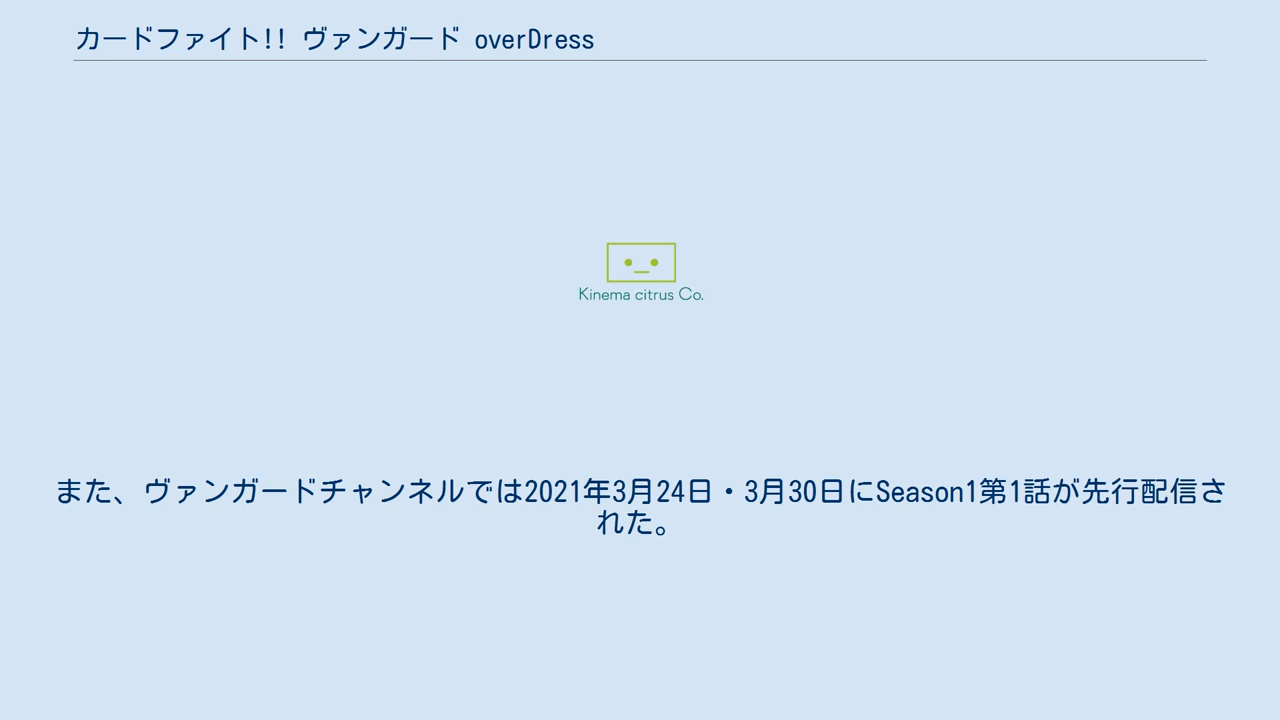 カードファイト!! ヴァンガード overDress
Kinema citrus Co.
また、ヴァンガードチャンネルでは2021年3月24日・3月30日にSeason1第1話が先行配信さ
れた。